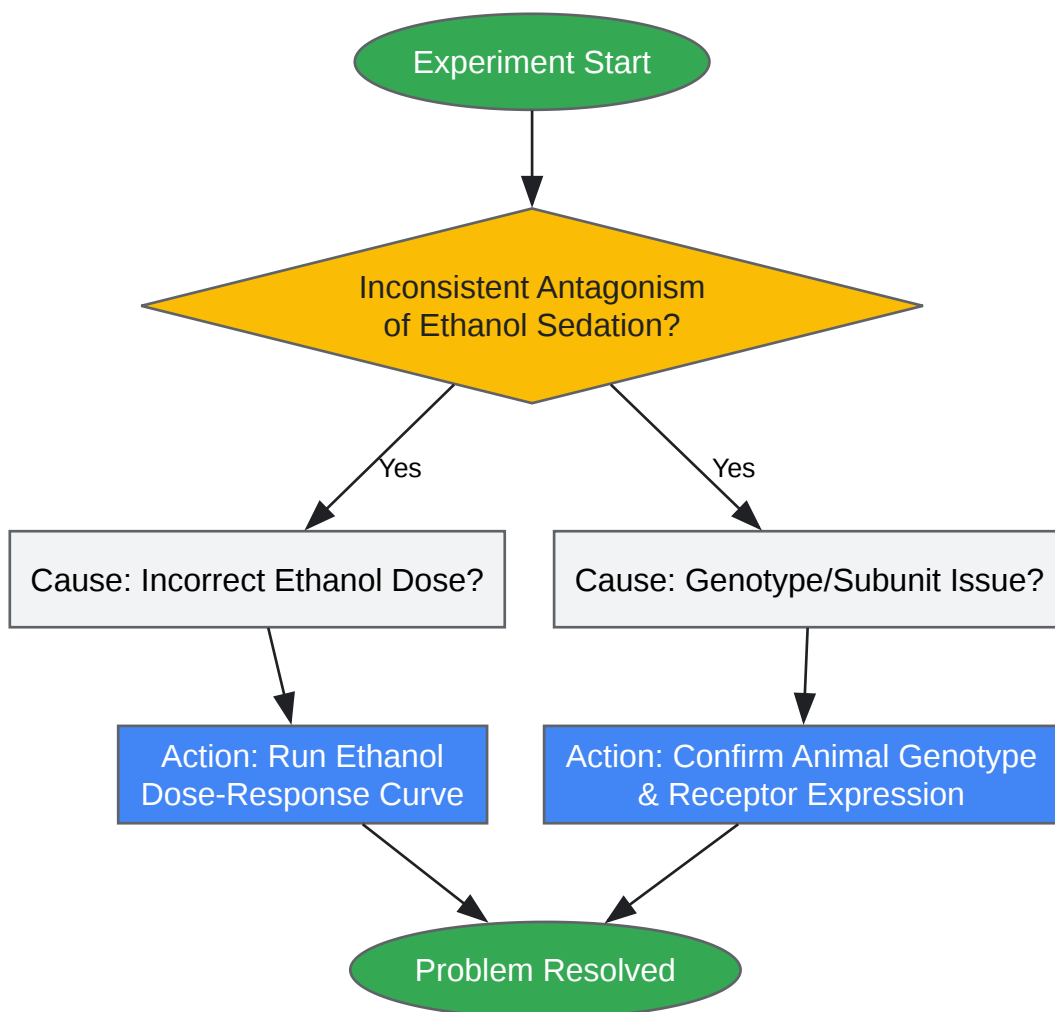 Experiment Start
Inconsistent Antagonism
of Ethanol Sedation?
Yes
Yes
Cause: Incorrect Ethanol Dose?
Cause: Genotype/Subunit Issue?
Action: Run Ethanol
Dose-Response Curve
Action: Confirm Animal Genotype
& Receptor Expression
Problem Resolved